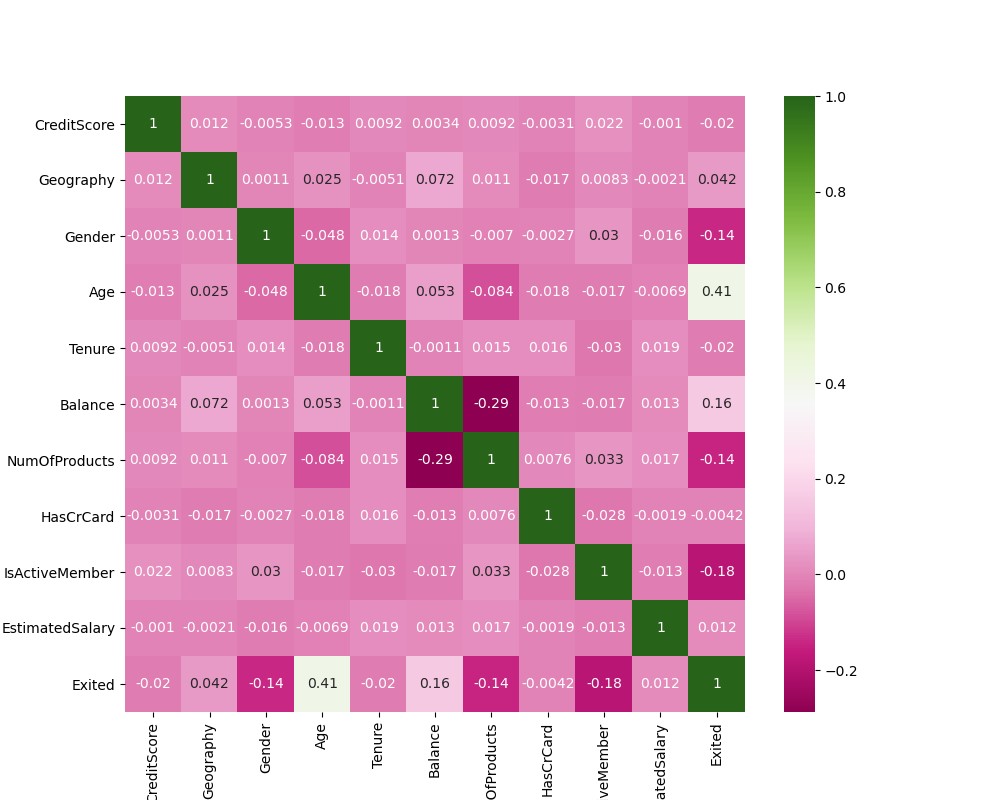 CreditScore 1 0.012 -0.0053 -0.013 0.0092 0.0034 0.0092 -0.0031 0.022 -0.001 -0.02
Geography 0.012 1 0.0011 0.025 -0.0051 0.072 0.011 -0.017 0.0083 -0.0021 0.042
Gender -0.0053 0.0011 1 -0.048 0.014 0.0013 -0.007 -0.0027 0.03 -0.016 -0.14
Age -0.013 0.025 -0.048 1 -0.018 0.053 -0.084 -0.018 -0.017 -0.0069 0.41
Tenure 0.0092 -0.0051 0.014 -0.018 1 -0.0011 0.015 0.016 -0.03 0.019 -0.02
Balance 0.0034 0.072 0.0013 0.053 -0.0011 1 -0.29 -0.013 -0.017 0.013 0.16
NumOfProducts 0.0092 0.011 -0.007 -0.084 0.015 -0.29 1 0.0076 0.033 0.017 -0.14
HasCrCard -0.0031 -0.017 -0.0027 -0.018 0.016 -0.013 0.0076 1 -0.028 -0.0019 -0.0042
IsActiveMember 0.022 0.0083 0.03 -0.017 -0.03 -0.017 0.033 -0.028 1 -0.013 -0.18
EstimatedSalary -0.001 -0.0021 -0.016 -0.0069 0.019 0.013 0.017 -0.0019 -0.013 1 0.012
Exited -0.02 0.042 -0.14 0.41 -0.02 0.16 -0.14 -0.0042 -0.18 0.012 1
CreditScore
Geography
Gender
Age
Tenure
Balance
OfProducts
HasCrCard
veMember
atedSalary
Exited
1.0
0.8
0.6
0.4
0.2
0.0
−0.2